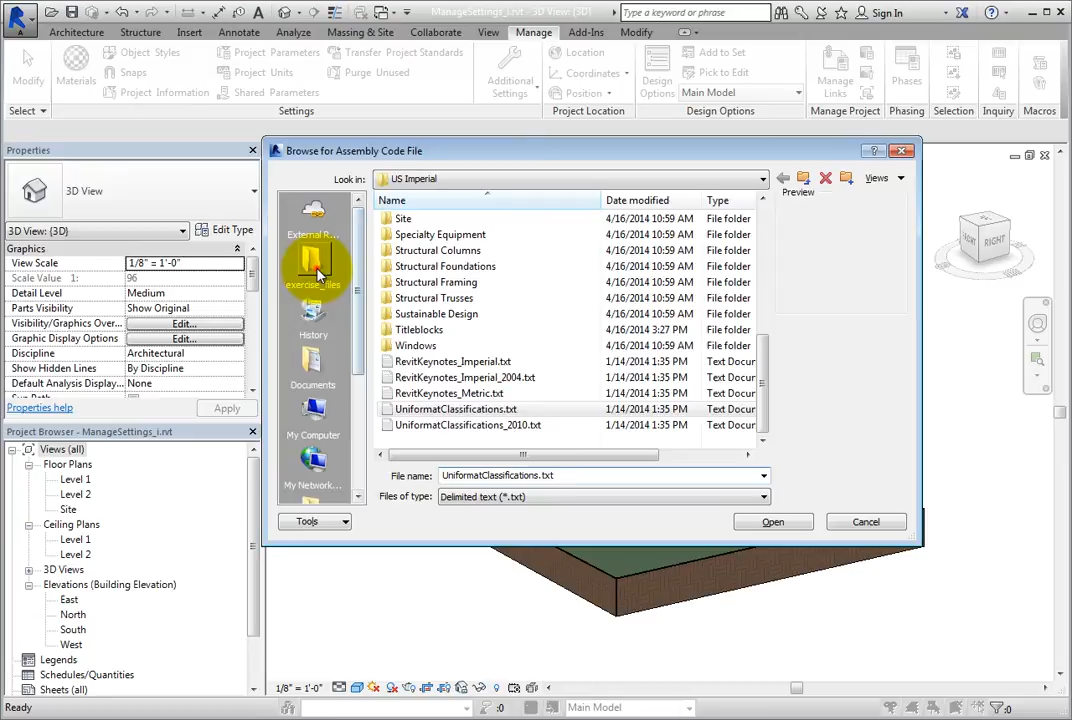 ManageSettings_i.rvt - 3D View: {3D}
Type a keyword or phrase
Sign In
Architecture Structure Insert Annotate Analyze Massing & Site Collaborate View Manage Add-Ins Modify
Modify
Materials
Object Styles
Snaps
Project Information
Project Parameters
Project Units
Shared Parameters
Transfer Project Standards
Purge Unused
Additional Settings
Location
Coordinates
Position
Design Options
Add to Set
Pick to Edit
Main Model
Manage Links
Phases
Select
Settings
Project Location
Design Options
Manage Project
Phasing
Selection
Inquiry
Macros
Properties
3D View
3D View: {3D}
Edit Type
Graphics
View Scale 1/8" = 1'-0"
Scale Value 1: 96
Detail Level Medium
Parts Visibility Show Original
Visibility/Graphics Over... Edit...
Graphic Display Options Edit...
Discipline Architectural
Show Hidden Lines By Discipline
Default Analysis Display... None
Properties help
Apply
Project Browser - ManageSettings_i.rvt
Views (all)
Floor Plans
Level 1
Level 2
Site
Ceiling Plans
Level 1
Level 2
3D Views
Elevations (Building Elevation)
East
North
South
West
Legends
Schedules/Quantities
Sheets (all)
Browse for Assembly Code File
Look in: US Imperial
Views
Preview
External R...
exercise_files
History
Documents
My Computer
My Network...
Name Date modified Type
Site 4/16/2014 10:59 AM File folder
Specialty Equipment 4/16/2014 10:59 AM File folder
Structural Columns 4/16/2014 10:59 AM File folder
Structural Foundations 4/16/2014 10:59 AM File folder
Structural Framing 4/16/2014 10:59 AM File folder
Structural Trusses 4/16/2014 10:59 AM File folder
Sustainable Design 4/16/2014 10:59 AM File folder
Titleblocks 4/16/2014 3:27 PM File folder
Windows 4/16/2014 10:59 AM File folder
RevitKeynotes_Imperial.txt 1/14/2014 1:35 PM Text Docur
RevitKeynotes_Imperial_2004.txt 1/14/2014 1:35 PM Text Docur
RevitKeynotes_Metric.txt 1/14/2014 1:35 PM Text Docur
UniformatClassifications.txt 1/14/2014 1:35 PM Text Docur
UniformatClassifications_2010.txt 1/14/2014 1:35 PM Text Docur
File name: UniformatClassifications.txt
Files of type: Delimited text (*.txt)
Tools
Open
Cancel
FRONT
RIGHT
1/8" = 1'-0"
Ready
:0
Main Model
:0